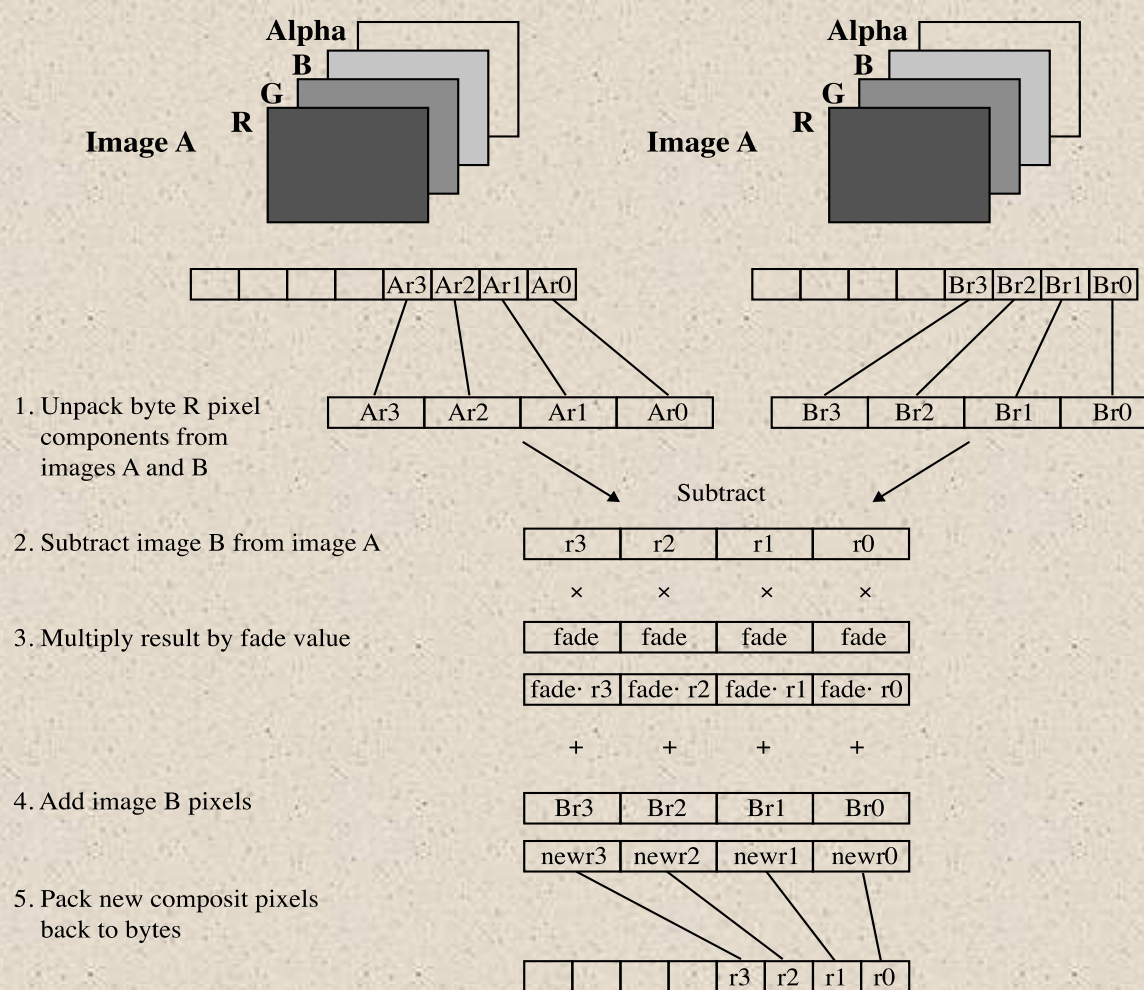 Alpha
B
G
R
Image A
Alpha
B
G
R
Image A
Ar3 Ar2 Ar1 Ar0
Br3 Br2 Br1 Br0
1. Unpack byte R pixel
components from
images A and B
Ar3 Ar2 Ar1 Ar0
Br3 Br2 Br1 Br0
Subtract
2. Subtract image B from image A
r3 r2 r1 r0
× × × ×
3. Multiply result by fade value
fade fade fade fade
fade· r3 fade· r2 fade· r1 fade· r0
+ + + +
4. Add image B pixels
Br3 Br2 Br1 Br0
newr3 newr2 newr1 newr0
5. Pack new composit pixels
back to bytes
r3 r2 r1 r0